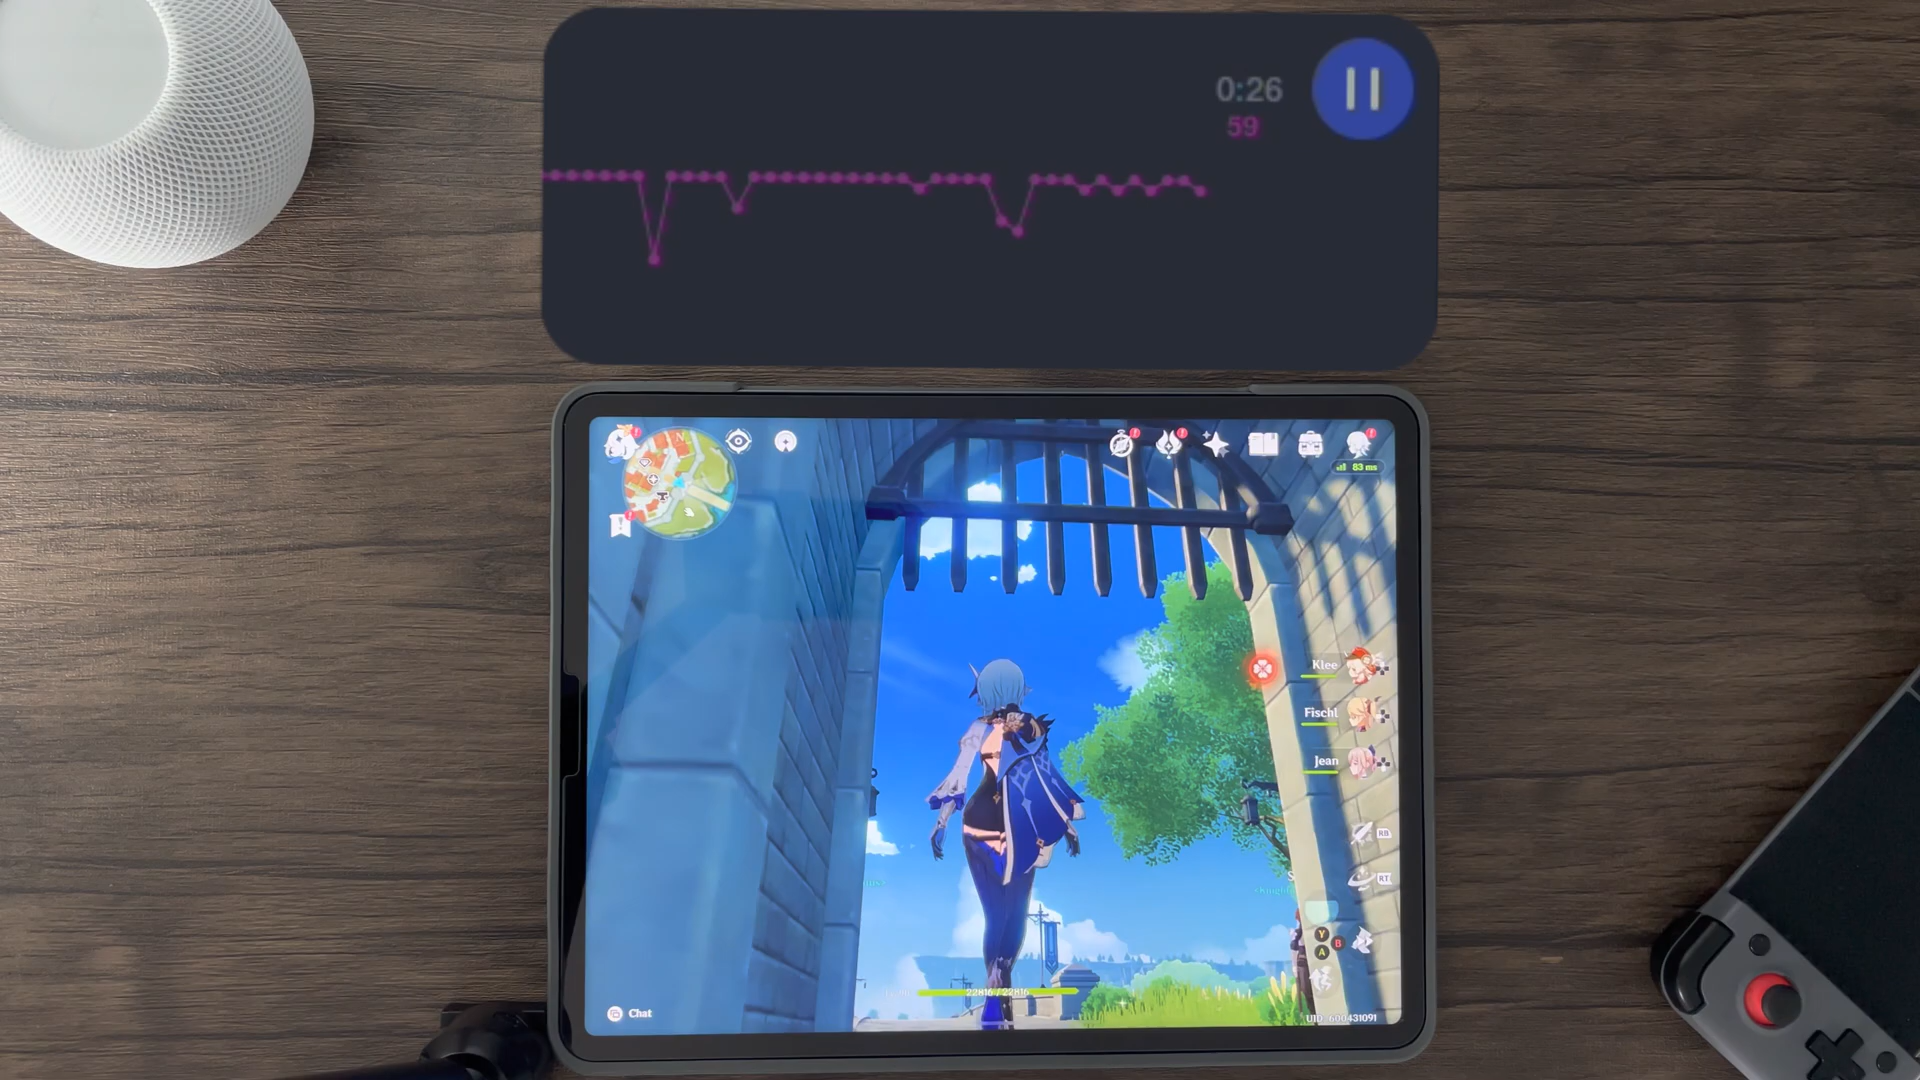 0:26
59
N
83 ms
Klee
Fischl
Jean
RB
RT
Y
B
A
22816 / 22816
Chat
UID: 600431091